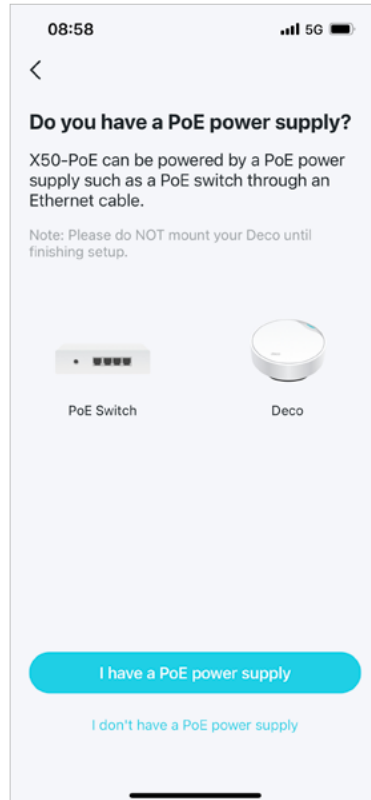 08:58
5G
Do you have a PoE power supply?
X50-PoE can be powered by a PoE power
supply such as a PoE switch through an
Ethernet cable.
Note: Please do NOT mount your Deco until
finishing setup.
PoE Switch
Deco
I have a PoE power supply
I don't have a PoE power supply